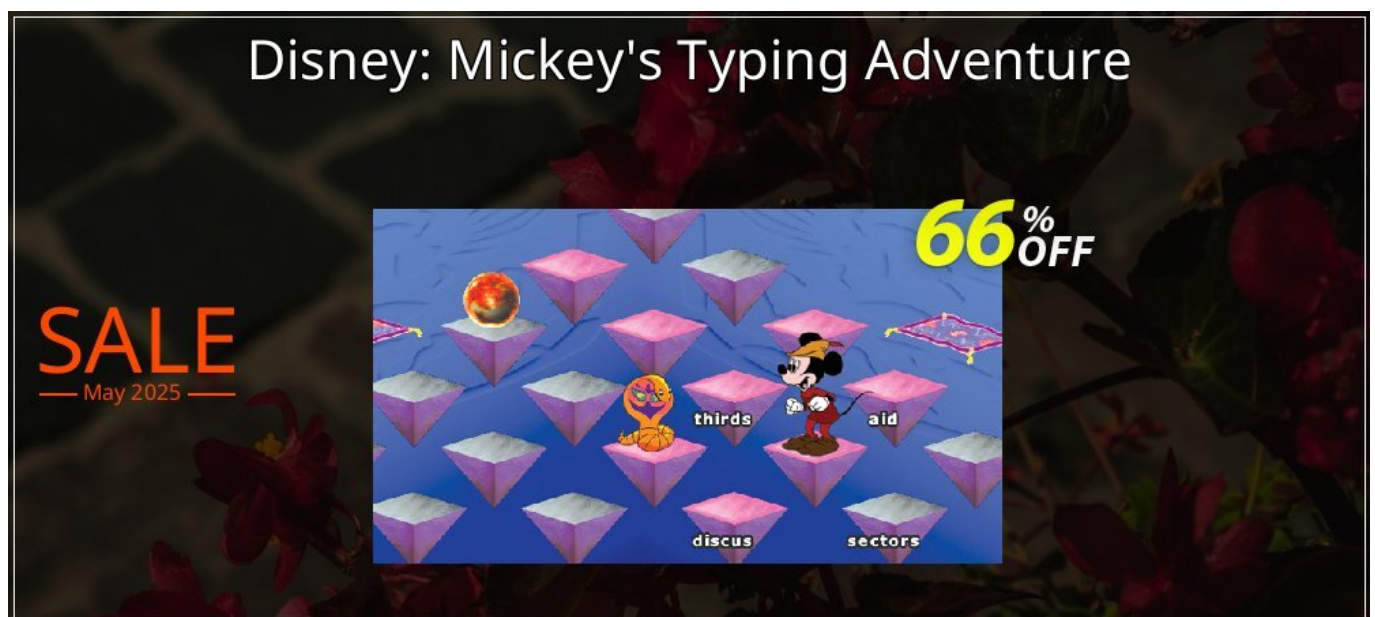 Disney: Mickey's Typing Adventure
66%
OFF
SALE
May 2025
thirds
aid
discus
sectors